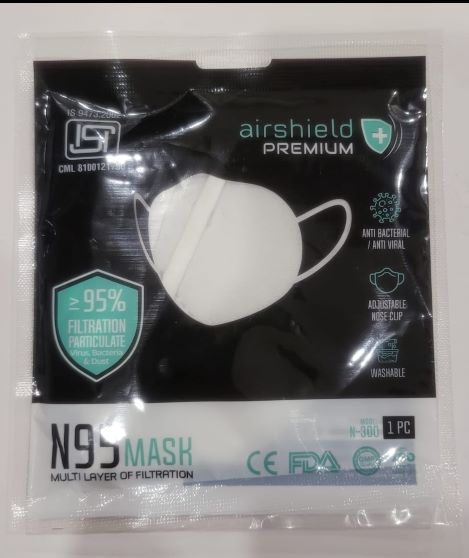 IS 9473:2002
ISI
CML 81001217
airshield
PREMIUM
ANTI BACTERIAL
/ ANTI VIRAL
ADJUSTABLE
NOSE CLIP
WASHABLE
≥95%
FILTRATION
PARTICULATE
Virus, Bacteria
& Dust
N95 MASK
MULTI LAYER OF FILTRATION
MODEL
N-300
1 PC
CE FDA